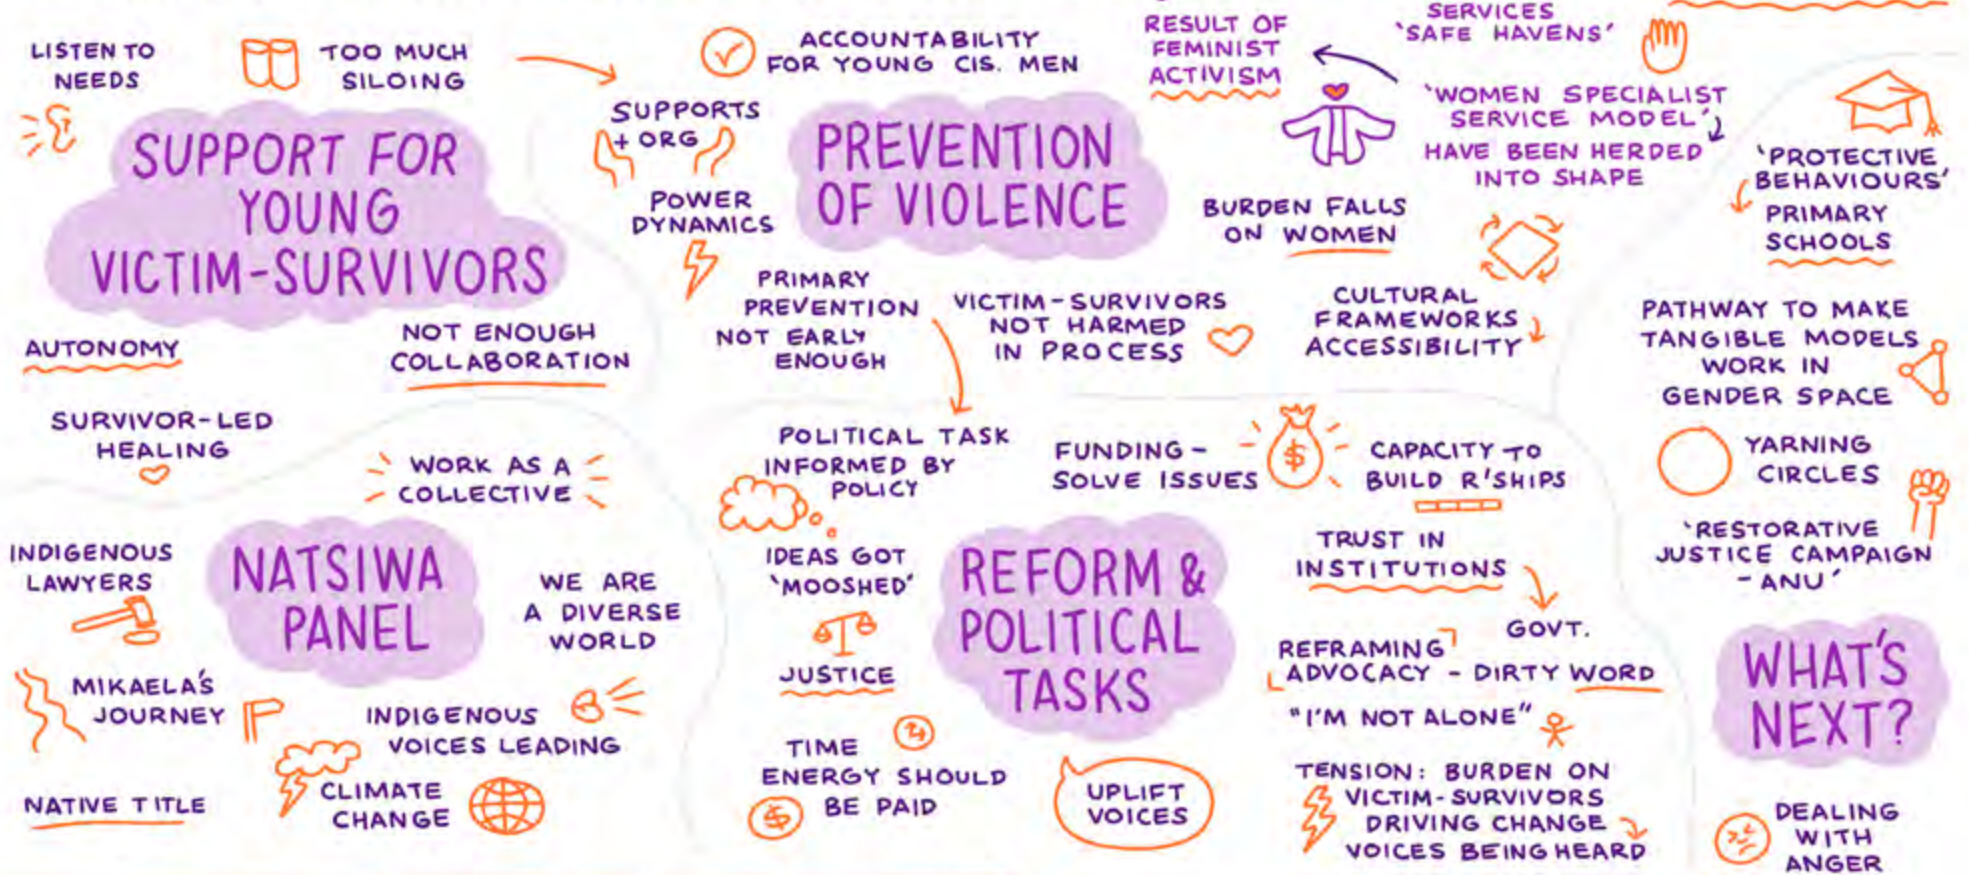 LISTEN TO
NEEDS
TOO MUCH
SILOING
SUPPORT FOR
YOUNG
VICTIM-SURVIVORS
AUTONOMY
NOT ENOUGH
COLLABORATION
SURVIVOR-LED
HEALING
ACCOUNTABILITY
FOR YOUNG CIS. MEN
SUPPORTS
+ ORG
POWER
DYNAMICS
PREVENTION
OF VIOLENCE
PRIMARY
PREVENTION
NOT EARLY
ENOUGH
VICTIM-SURVIVORS
NOT HARMED
IN PROCESS
RESULT OF
FEMINIST
ACTIVISM
SERVICES
'SAFE HAVENS'
'WOMEN SPECIALIST
SERVICE MODEL'
HAVE BEEN HERDED
INTO SHAPE
BURDEN FALLS
ON WOMEN
CULTURAL
FRAMEWORKS
ACCESSIBILITY
'PROTECTIVE
BEHAVIOURS'
PRIMARY
SCHOOLS
PATHWAY TO MAKE
TANGIBLE MODELS
WORK IN
GENDER SPACE
YARNING
CIRCLES
'RESTORATIVE
JUSTICE CAMPAIGN
- ANU'
WHAT'S
NEXT?
DEALING
WITH
ANGER
WORK AS A
COLLECTIVE
INDIGENOUS
LAWYERS
NATSIWA
PANEL
WE ARE
A DIVERSE
WORLD
MIKAELA'S
JOURNEY
INDIGENOUS
VOICES LEADING
NATIVE TITLE
CLIMATE
CHANGE
POLITICAL TASK
INFORMED BY
POLICY
IDEAS GOT
'MOOSHED'
JUSTICE
TIME
ENERGY SHOULD
BE PAID
$
REFORM &
POLITICAL
TASKS
UPLIFT
VOICES
FUNDING -
SOLVE ISSUES
$
CAPACITY TO
BUILD R'SHIPS
TRUST IN
INSTITUTIONS
GOVT.
REFRAMING
ADVOCACY - DIRTY WORD
"I'M NOT ALONE"
TENSION: BURDEN ON
VICTIM-SURVIVORS
DRIVING CHANGE
VOICES BEING HEARD